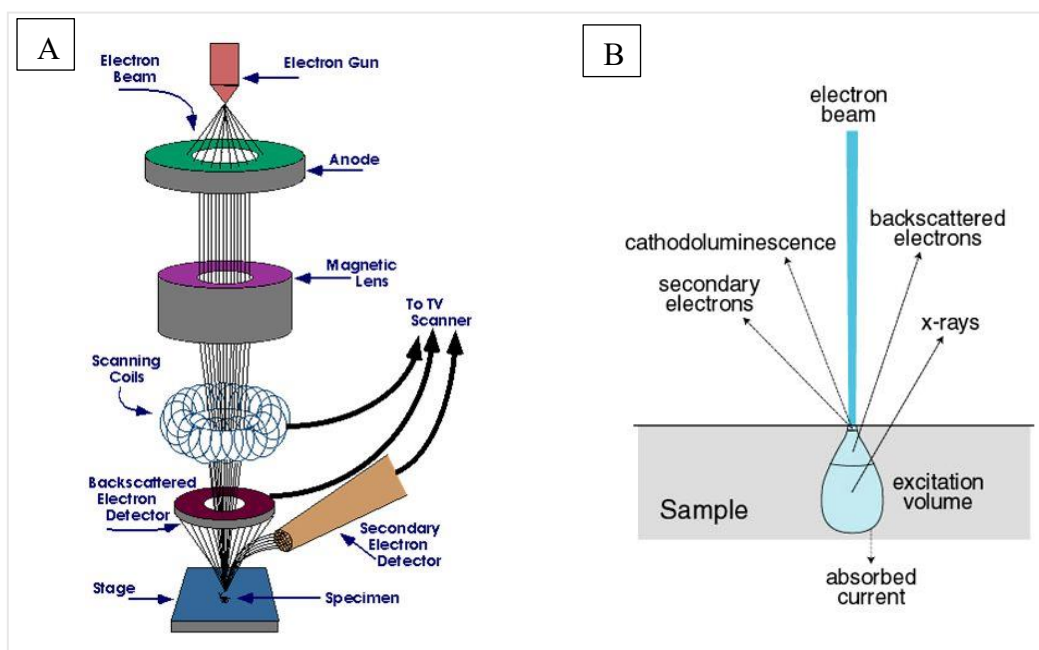 A
Electron
Beam
Electron Gun
Anode
Magnetic
Lens
To TV
Scanner
Scanning
Coils
Backscattered
Electron
Detector
Secondary
Electron
Detector
Stage
Specimen
B
electron
beam
backscattered
electrons
cathodoluminescence
secondary
electrons
x-rays
excitation
volume
Sample
absorbed
current